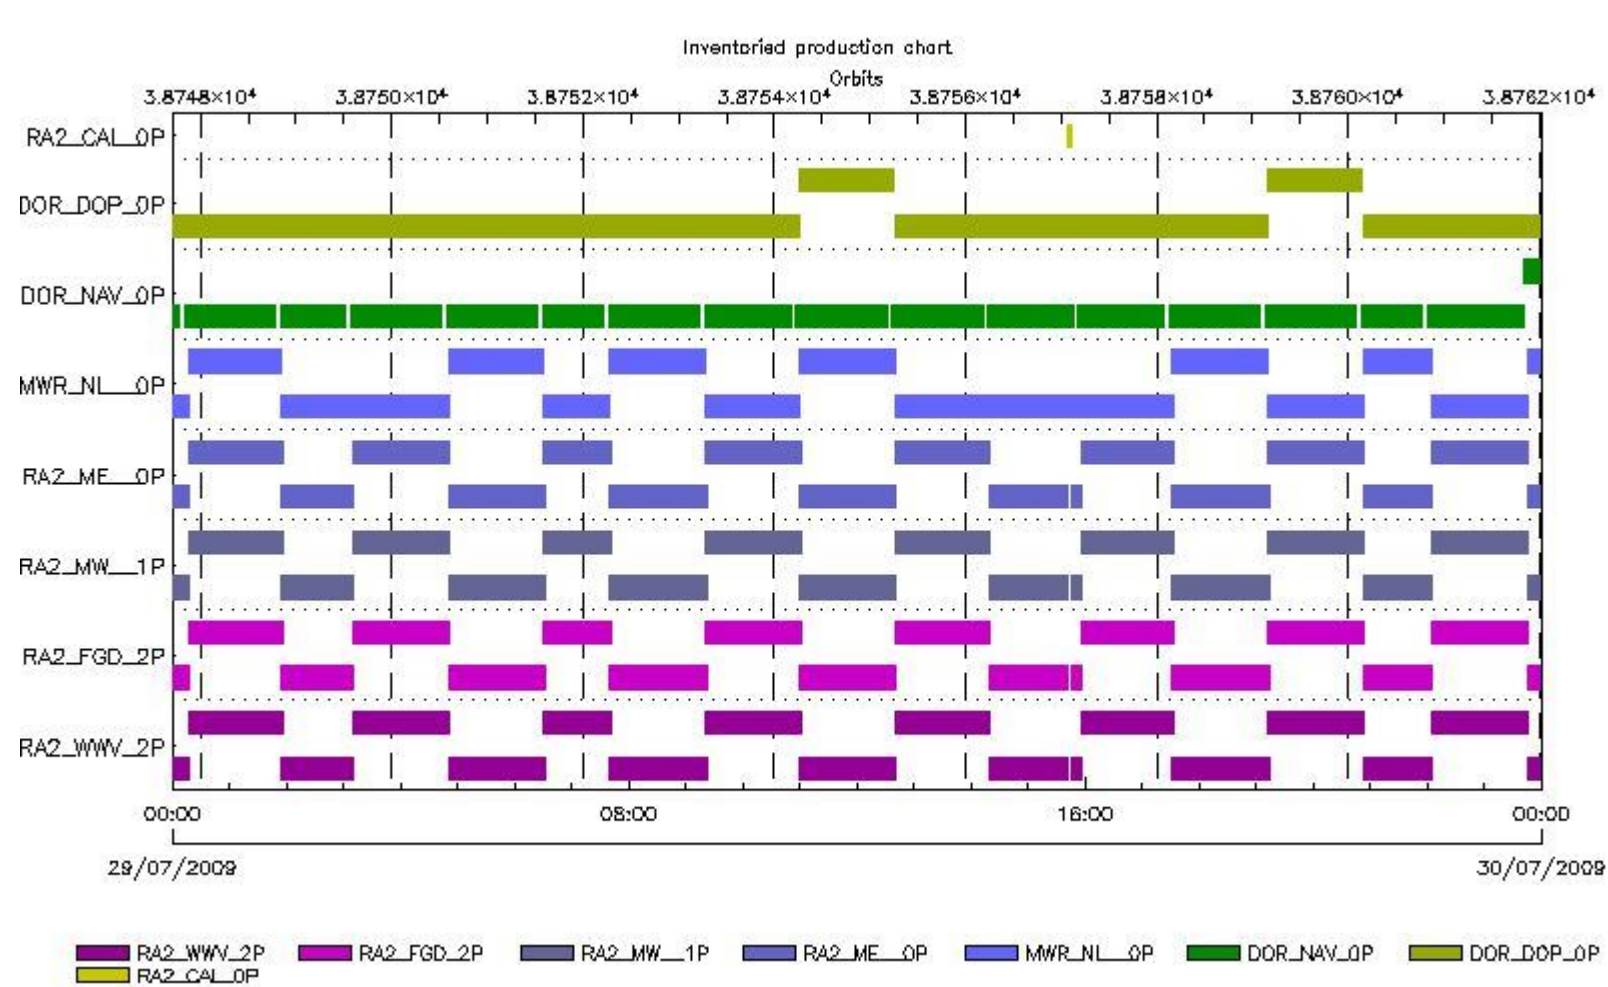 Inventoried production chart
Orbits
3.8748×10⁴ 3.8750×10⁴ 3.8752×10⁴ 3.8754×10⁴ 3.8756×10⁴ 3.8758×10⁴ 3.8760×10⁴ 3.8762×10⁴
RA2_CAL_0P
DOR_DOP_0P
DOR_NAV_0P
MWR_NL__0P
RA2_ME__0P
RA2_MW__1P
RA2_FGD_2P
RA2_WWV_2P
00:00 08:00 16:00 00:00
29/07/2009 30/07/2009
RA2_WWV_2P RA2_FGD_2P RA2_MW__1P RA2_ME__0P MWR_NL__0P DOR_NAV_0P DOR_DOP_0P
RA2_CAL_0P